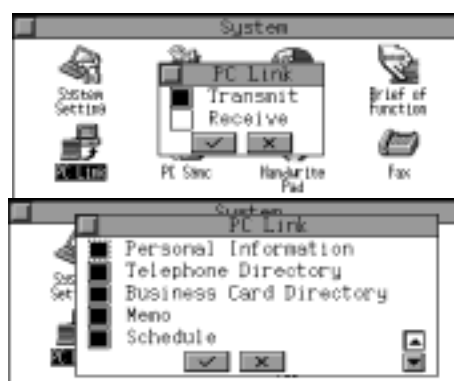 System
PC Link
Transmit
Receive
System
Setting
Brief of
Function
PC Link
PC Sync
Handwrite
Pad
Fax
System
PC Link
Personal Information
Telephone Directory
Business Card Directory
Memo
Schedule